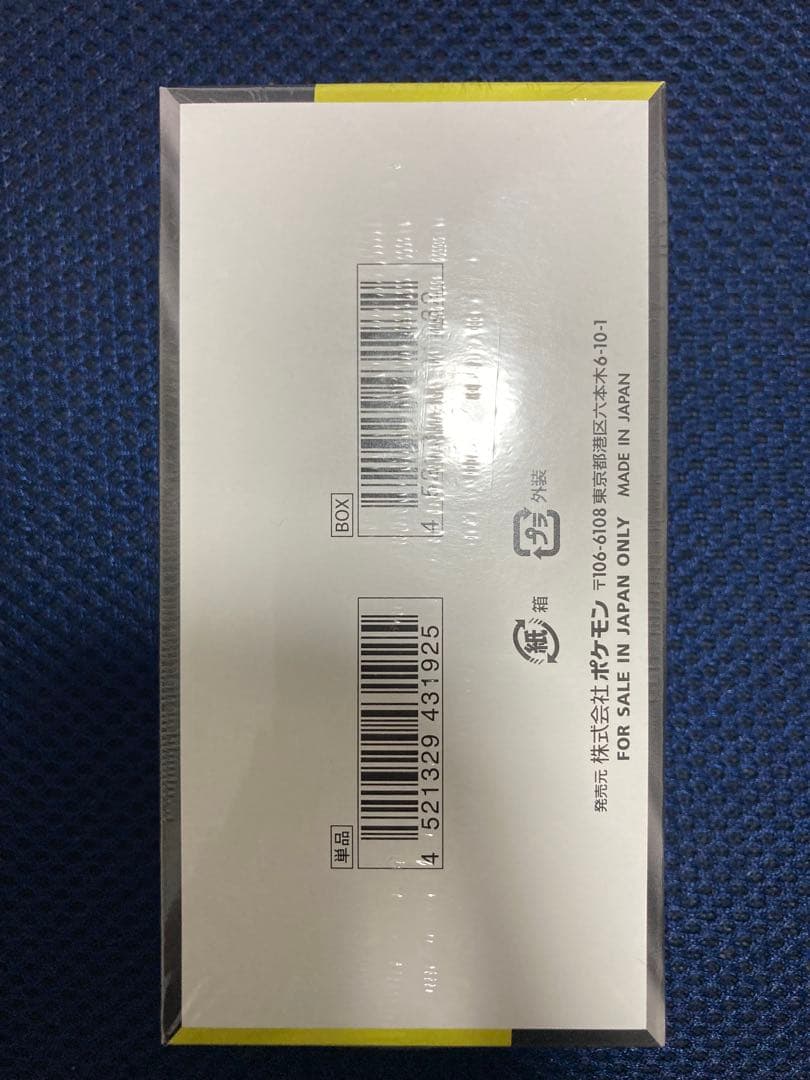 単品
4 521329 431925
BOX
紙 箱
プラ 外装
発売元 株式会社 ポケモン 〒106-6108 東京都港区六本木6-10-1
FOR SALE IN JAPAN ONLY MADE IN JAPAN